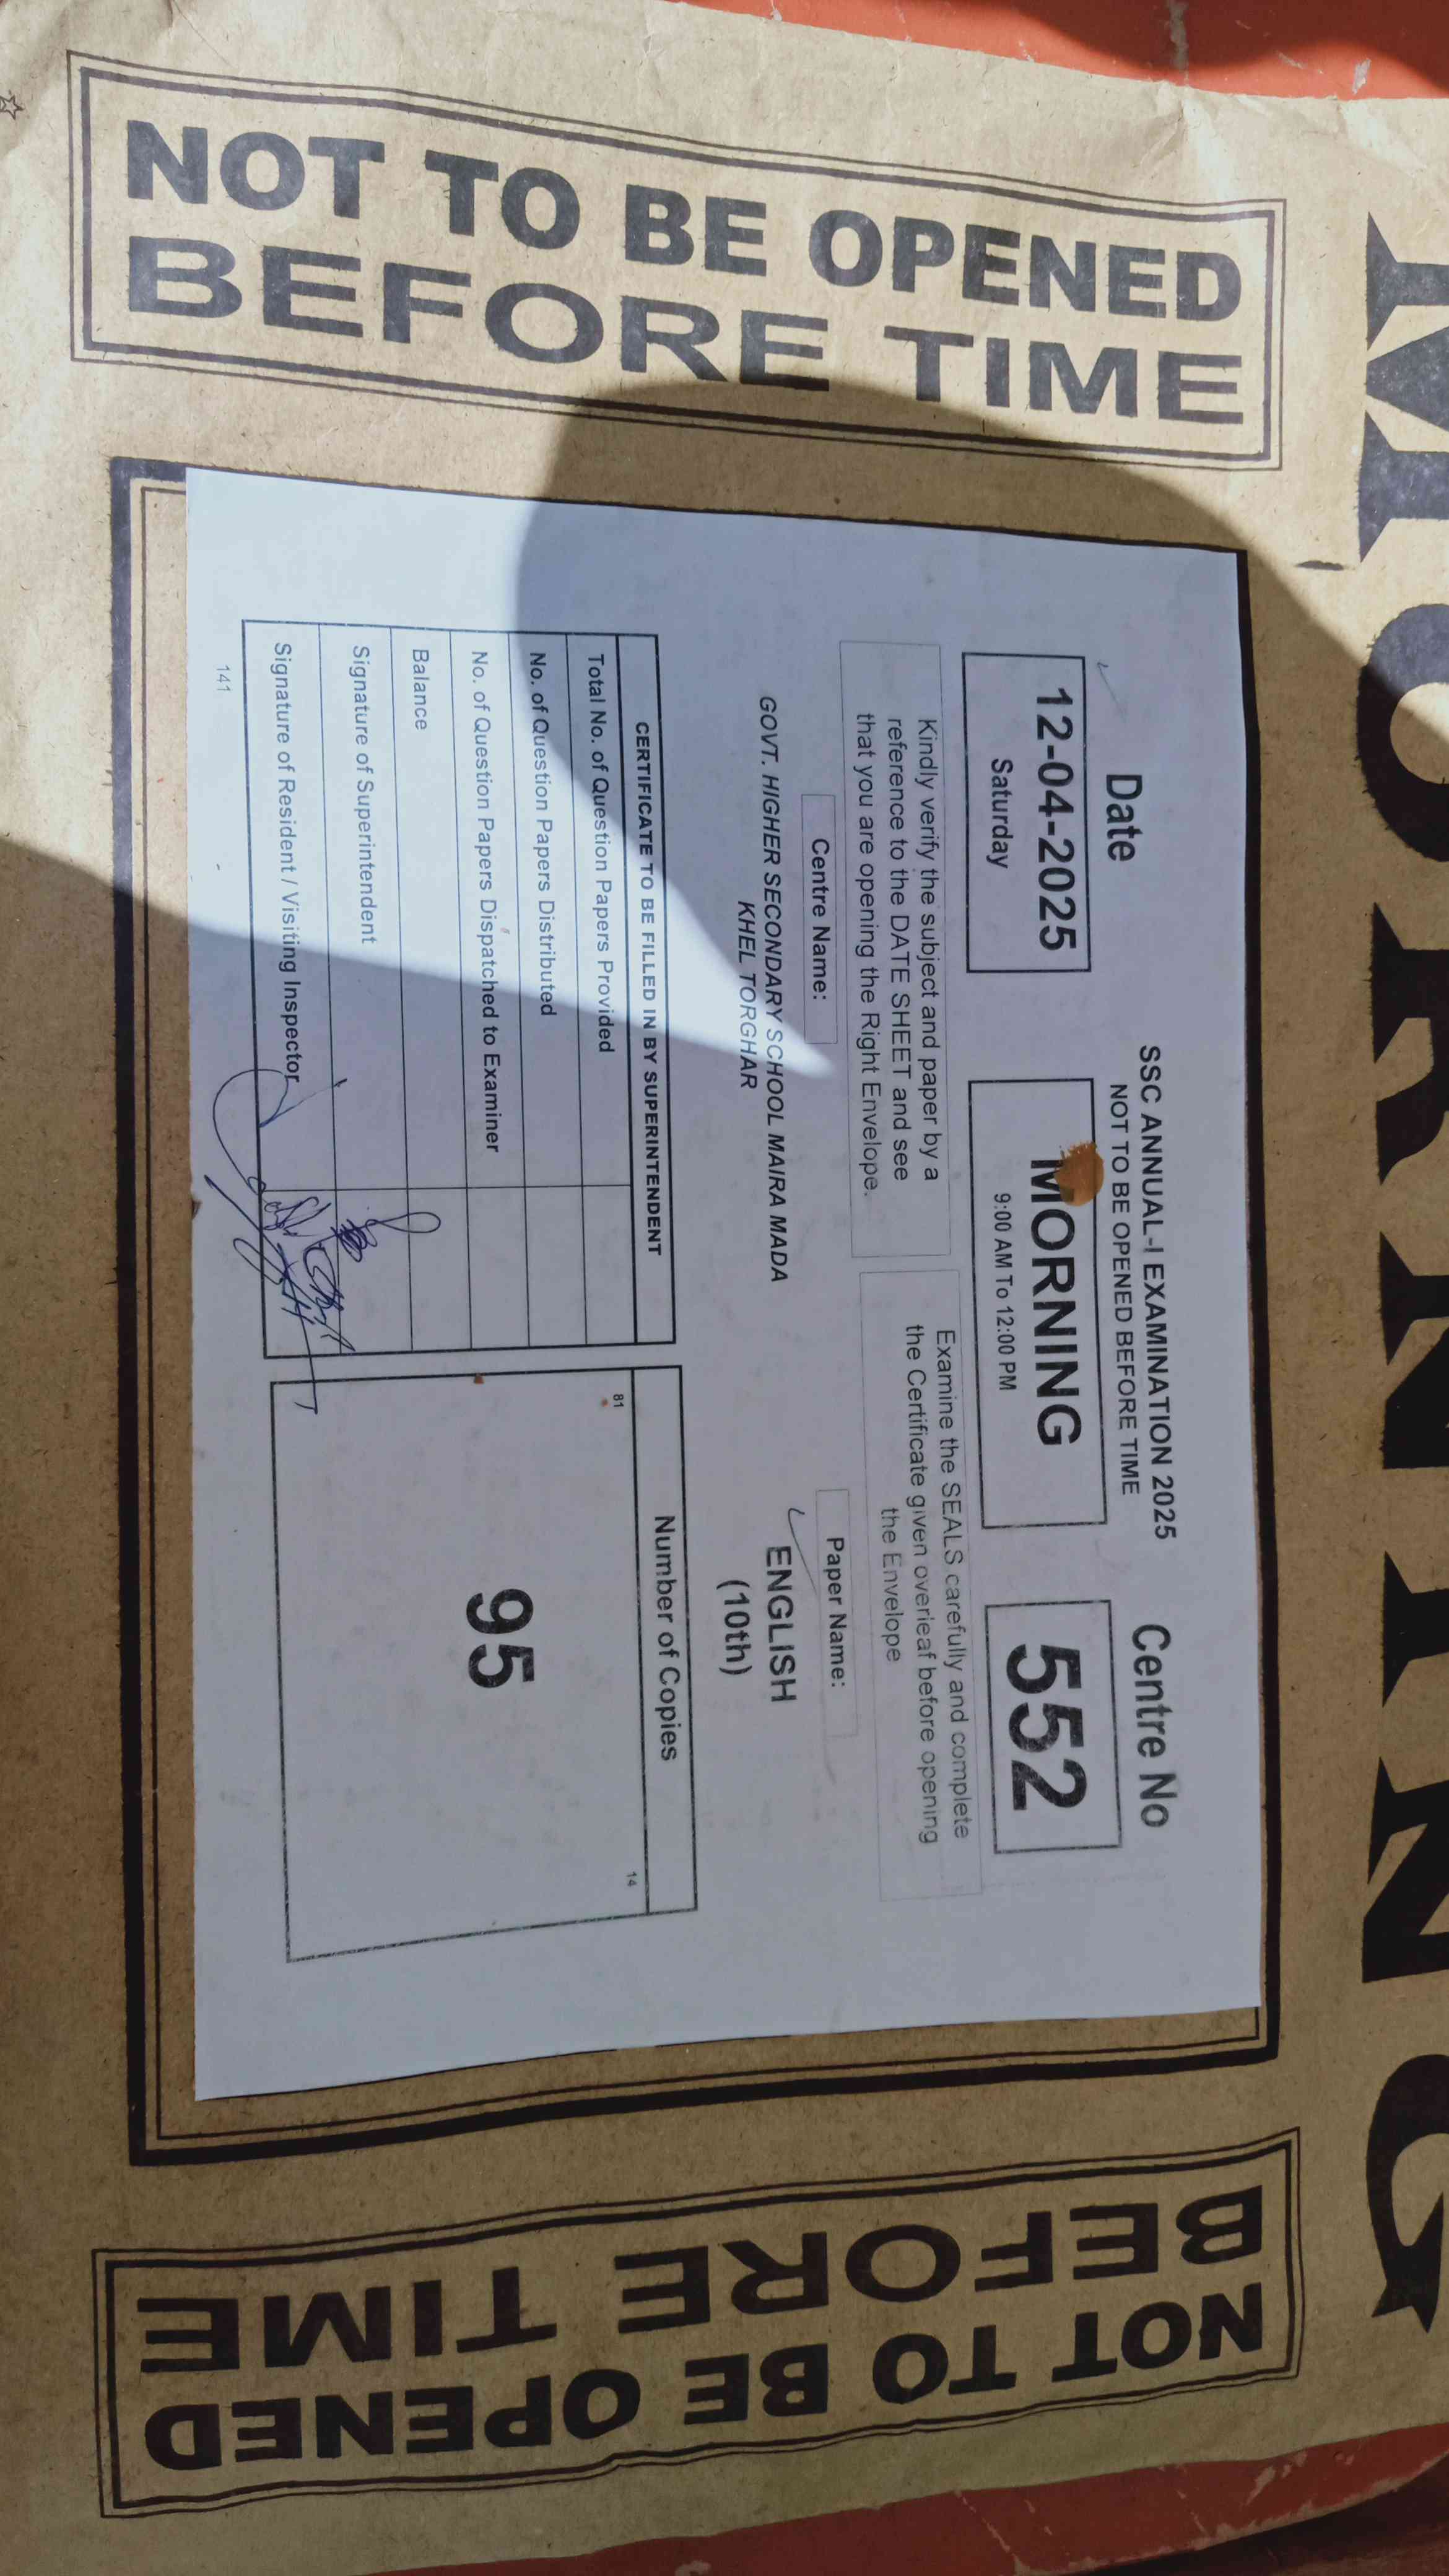 MORNING
NOT TO BE OPENED
BEFORE TIME
SSC ANNUAL-I EXAMINATION 2025
NOT TO BE OPENED BEFORE TIME
Date
12-04-2025
Saturday
MORNING
9:00 AM To 12:00 PM
Centre No
552
Kindly verify the subject and paper by a
reference to the DATE SHEET and see
that you are opening the Right Envelope.
Examine the SEALS carefully and complete
the Certificate given overleaf before opening
the Envelope
Centre Name:
GOVT. HIGHER SECONDARY SCHOOL MAIRA MADA
KHEL TORGHAR
Paper Name:
ENGLISH
(10th)
CERTIFICATE TO BE FILLED IN BY SUPERINTENDENT
Total No. of Question Papers Provided
No. of Question Papers Distributed
No. of Question Papers Dispatched to Examiner
Balance
Signature of Superintendent
Signature of Resident / Visiting Inspector
141
Number of Copies
81
14
95
NOT TO BE OPENED
BEFORE TIME